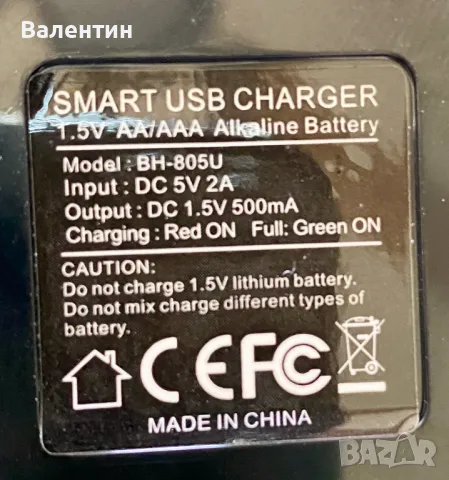 Валентин
SMART USB CHARGER
1.5V AA/AAA Alkaline Battery
Model : BH-805U
Input : DC 5V 2A
Output : DC 1.5V 500mA
Charging : Red ON Full: Green ON
CAUTION:
Do not charge 1.5V lithium battery.
Do not mix charge different types of
battery.
CE FC
MADE IN CHINA
BAZAR